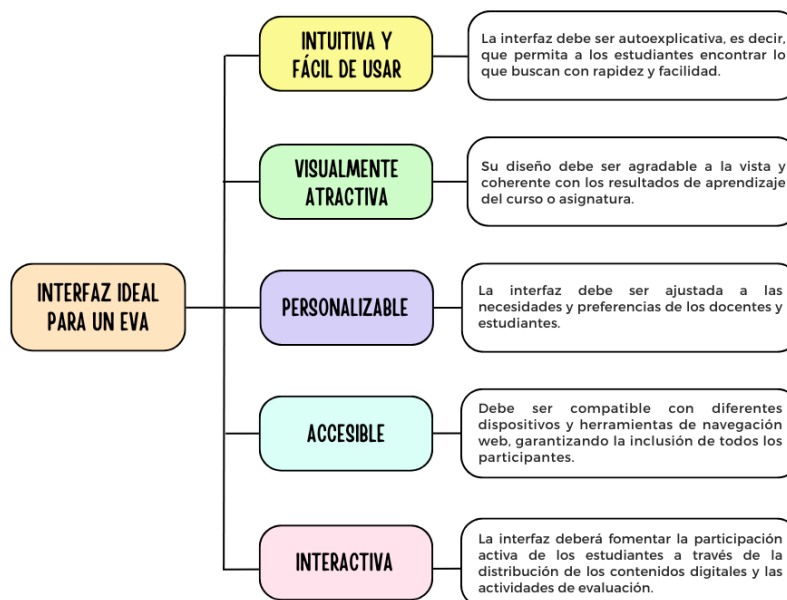 INTERFAZ IDEAL
PARA UN EVA
INTUITIVA Y
FÁCIL DE USAR
La interfaz debe ser autoexplicativa, es decir,
que permita a los estudiantes encontrar lo
que buscan con rapidez y facilidad.
VISUALMENTE
ATRACTIVA
Su diseño debe ser agradable a la vista y
coherente con los resultados de aprendizaje
del curso o asignatura.
PERSONALIZABLE
La interfaz debe ser ajustada a las
necesidades y preferencias de los docentes y
estudiantes.
ACCESIBLE
Debe ser compatible con diferentes
dispositivos y herramientas de navegación
web, garantizando la inclusión de todos los
participantes.
INTERACTIVA
La interfaz deberá fomentar la participación
activa de los estudiantes a través de la
distribución de los contenidos digitales y las
actividades de evaluación.